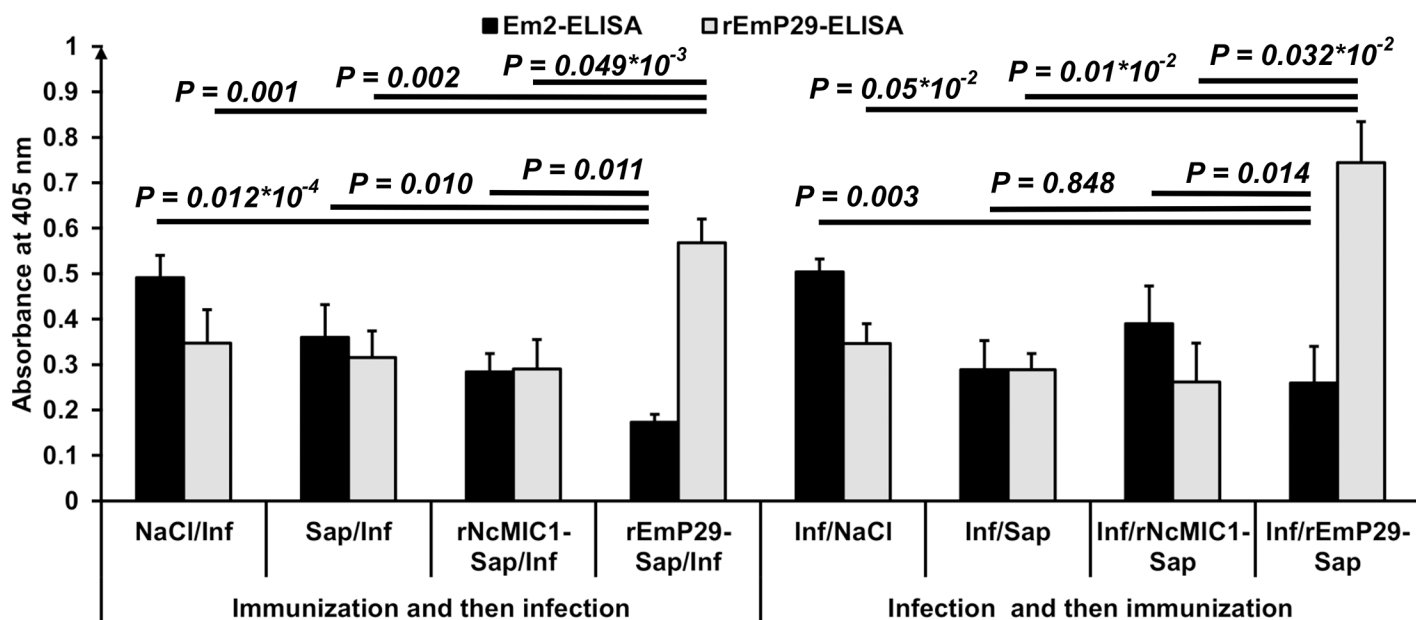 Em2-ELISA rEmP29-ELISA
Absorbance at 405 nm
1
0.9
0.8
0.7
0.6
0.5
0.4
0.3
0.2
0.1
0
P = 0.001
P = 0.002
P = 0.049*10-3
P = 0.05*10-2
P = 0.01*10-2
P = 0.032*10-2
P = 0.012*10-4
P = 0.010
P = 0.011
P = 0.003
P = 0.848
P = 0.014
NaCl/Inf
Sap/Inf
rNcMIC1-
Sap/Inf
rEmP29-
Sap/Inf
Inf/NaCl
Inf/Sap
Inf/rNcMIC1-
Sap
Inf/rEmP29-
Sap
Immunization and then infection
Infection and then immunization